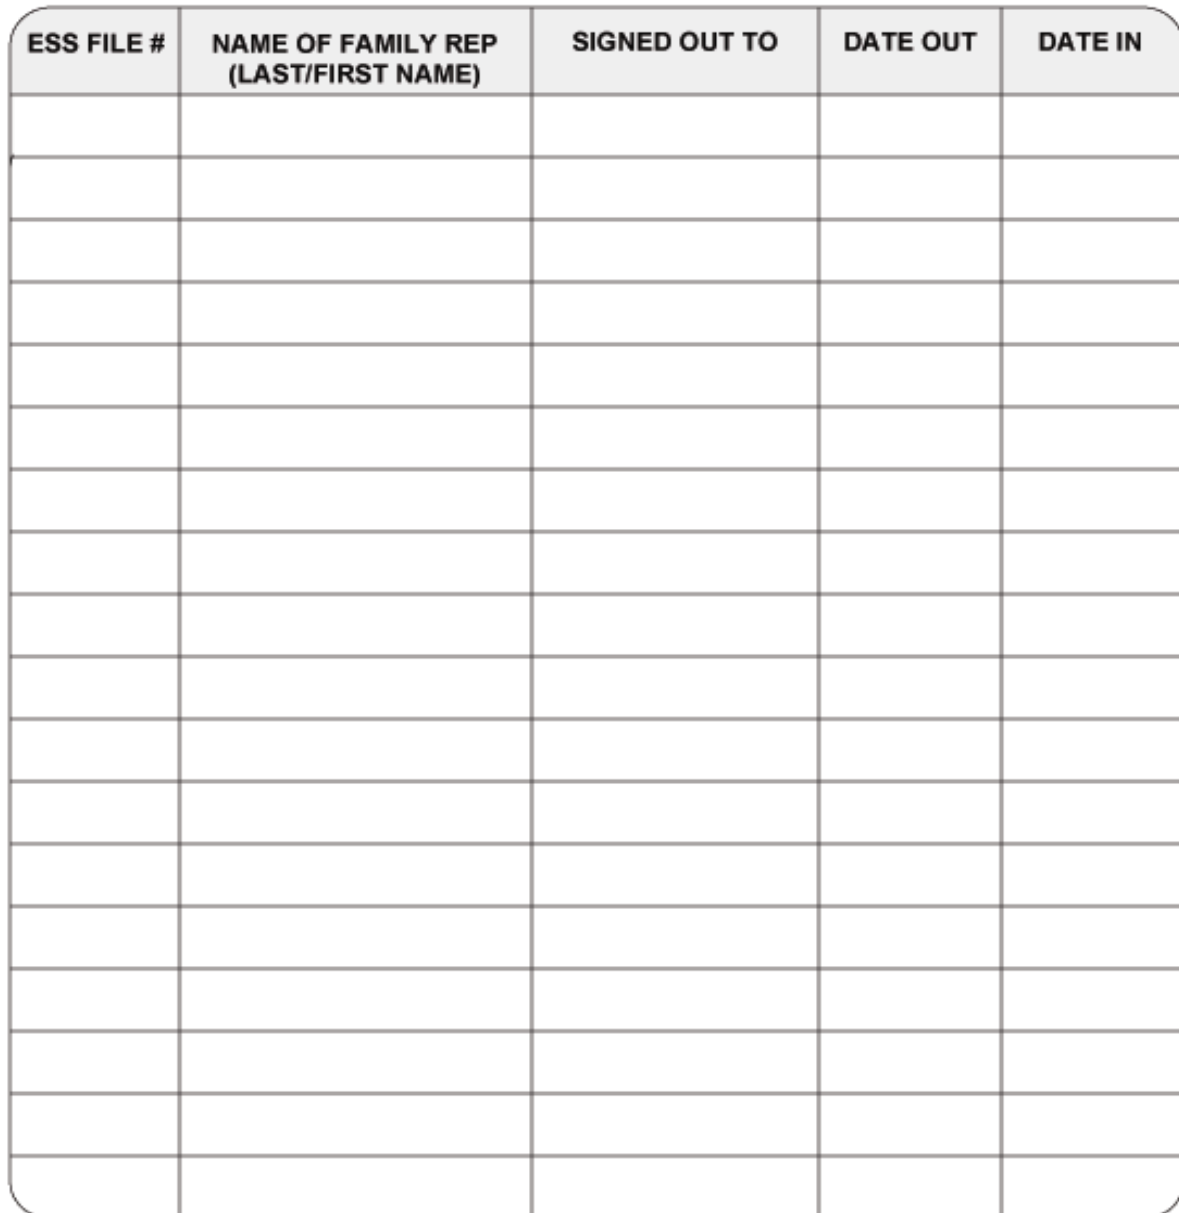 ESS FILE #
NAME OF FAMILY REP
(LAST/FIRST NAME)
SIGNED OUT TO
DATE OUT
DATE IN